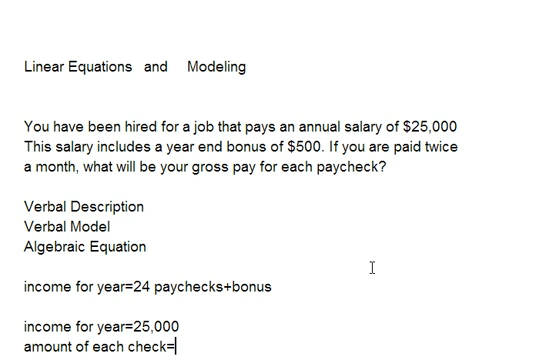 Linear Equations and Modeling
You have been hired for a job that pays an annual salary of $25,000
This salary includes a year end bonus of $500. If you are paid twice
a month, what will be your gross pay for each paycheck?
Verbal Description
Verbal Model
Algebraic Equation
income for year=24 paychecks+bonus
income for year=25,000
amount of each check=